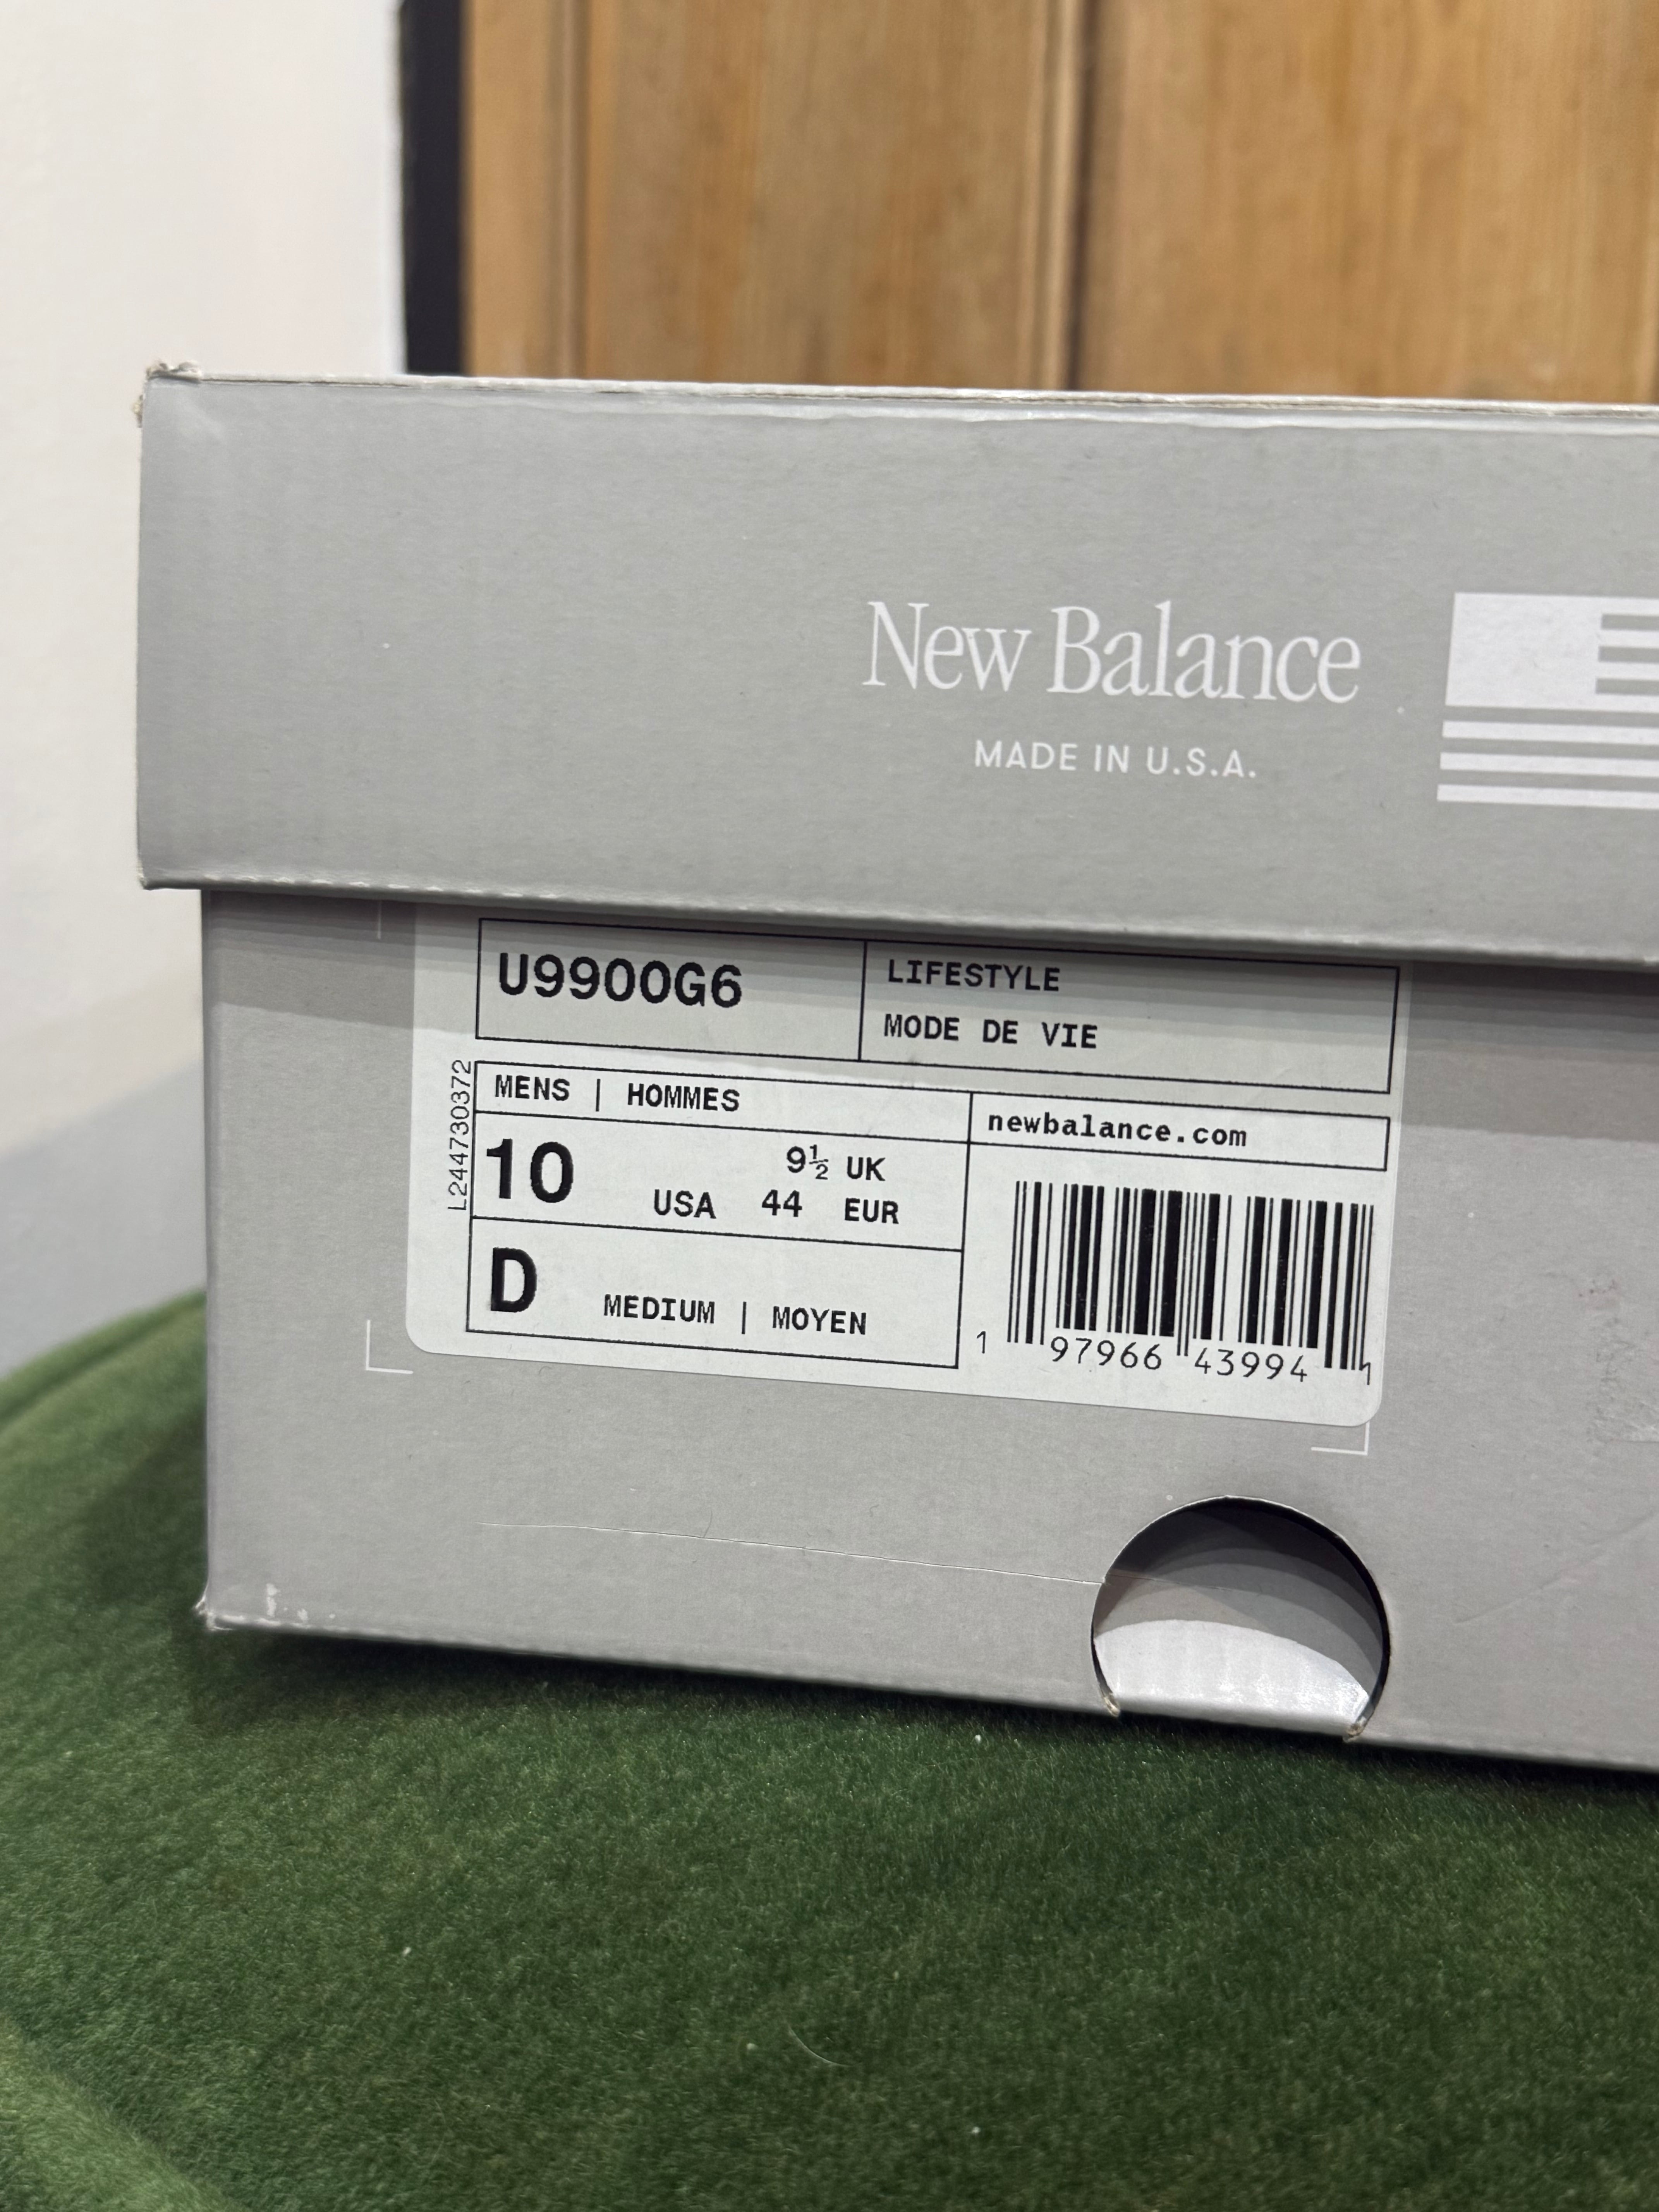 New Balance
MADE IN U.S.A.
U9900G6
LIFESTYLE
MODE DE VIE
L244730372
MENS | HOMMES
newbalance.com
10 USA
9½ UK
44 EUR
D MEDIUM | MOYEN
1 97966 43994 1